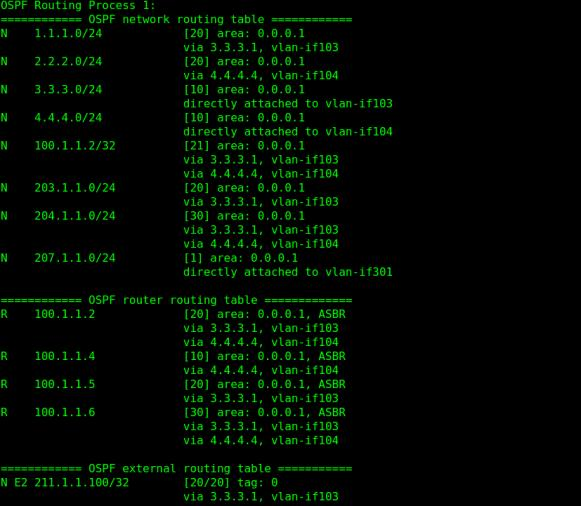 OSPF Routing Process 1:
============ OSPF network routing table ============
N    1.1.1.0/24            [20] area: 0.0.0.1
                           via 3.3.3.1, vlan-if103
N    2.2.2.0/24            [20] area: 0.0.0.1
                           via 4.4.4.4, vlan-if104
N    3.3.3.0/24            [10] area: 0.0.0.1
                           directly attached to vlan-if103
N    4.4.4.0/24            [10] area: 0.0.0.1
                           directly attached to vlan-if104
N    100.1.1.2/32          [21] area: 0.0.0.1
                           via 3.3.3.1, vlan-if103
                           via 4.4.4.4, vlan-if104
N    203.1.1.0/24          [20] area: 0.0.0.1
                           via 3.3.3.1, vlan-if103
N    204.1.1.0/24          [30] area: 0.0.0.1
                           via 3.3.3.1, vlan-if103
                           via 4.4.4.4, vlan-if104
N    207.1.1.0/24          [1] area: 0.0.0.1
                           directly attached to vlan-if301
============ OSPF router routing table =============
R    100.1.1.2             [20] area: 0.0.0.1, ASBR
                           via 3.3.3.1, vlan-if103
                           via 4.4.4.4, vlan-if104
R    100.1.1.4             [10] area: 0.0.0.1, ASBR
                           via 4.4.4.4, vlan-if104
R    100.1.1.5             [20] area: 0.0.0.1, ASBR
                           via 3.3.3.1, vlan-if103
R    100.1.1.6             [30] area: 0.0.0.1, ASBR
                           via 3.3.3.1, vlan-if103
                           via 4.4.4.4, vlan-if104
============ OSPF external routing table ===========
N E2 211.1.1.100/32        [20/20] tag: 0
                           via 3.3.3.1, vlan-if103